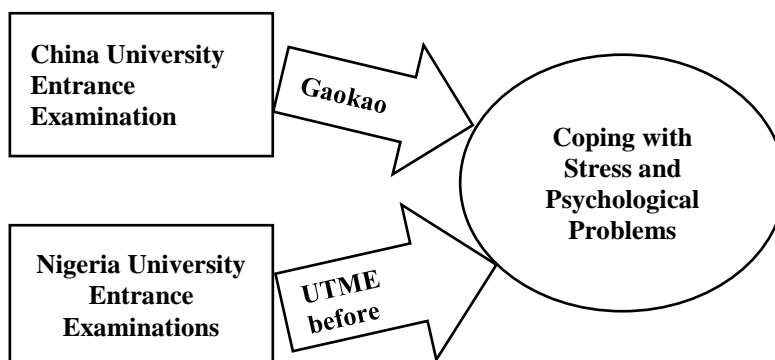 China University
Entrance
Examination
Gaokao
Coping with
Stress and
Psychological
Problems
Nigeria University
Entrance
Examinations
UTME
before